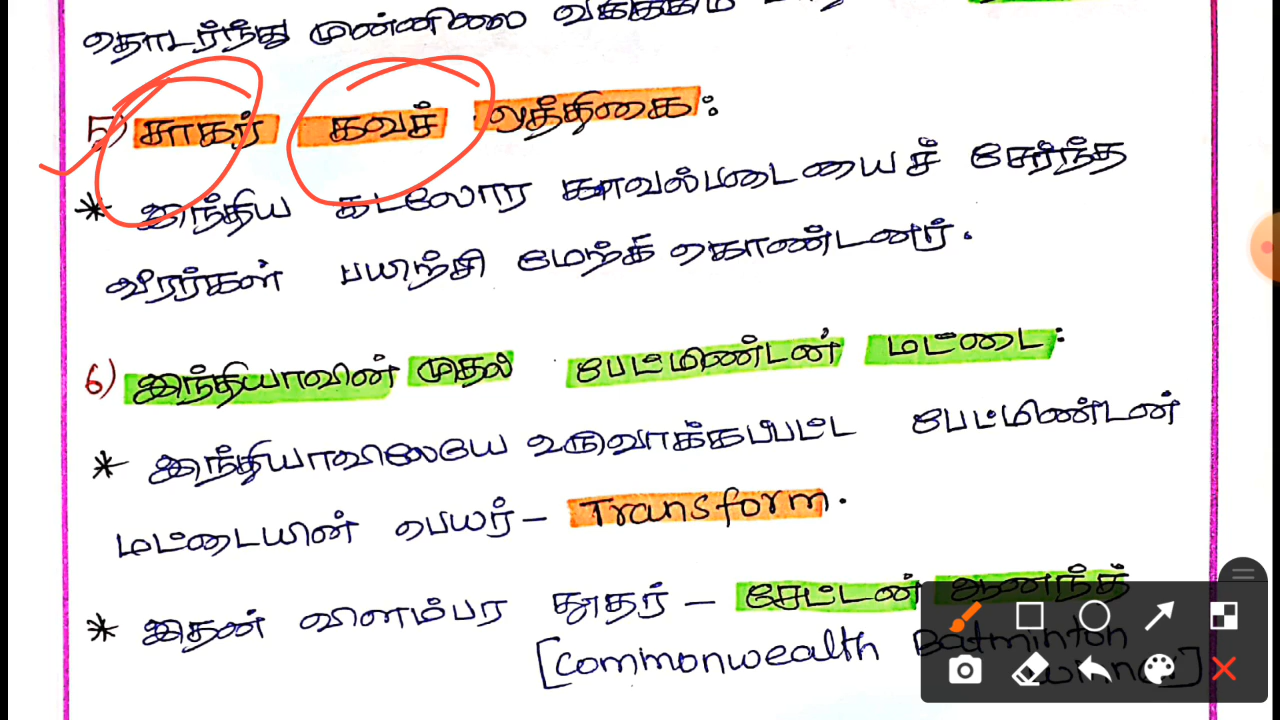 தொடர்ந்து முன்னிலை வகிக்கும்
5) சாகர் கவச் ஒத்திகை:
* இந்திய கடலோர காவல்படையைச் சேர்ந்த
வீரர்கள் பயிற்சி மேற்கொண்டனர்.
6) இந்தியாவின் முதல் பேட்மிண்டன் மட்டை:
* இந்தியாவிலேயே உருவாக்கப்பட்ட பேட்மிண்டன்
மட்டையின் பெயர் - Transform.
* இதன் விளம்பர தூதர் - சேட்டன் ஆனந்த்
[Commonwealth Badminton
winner]